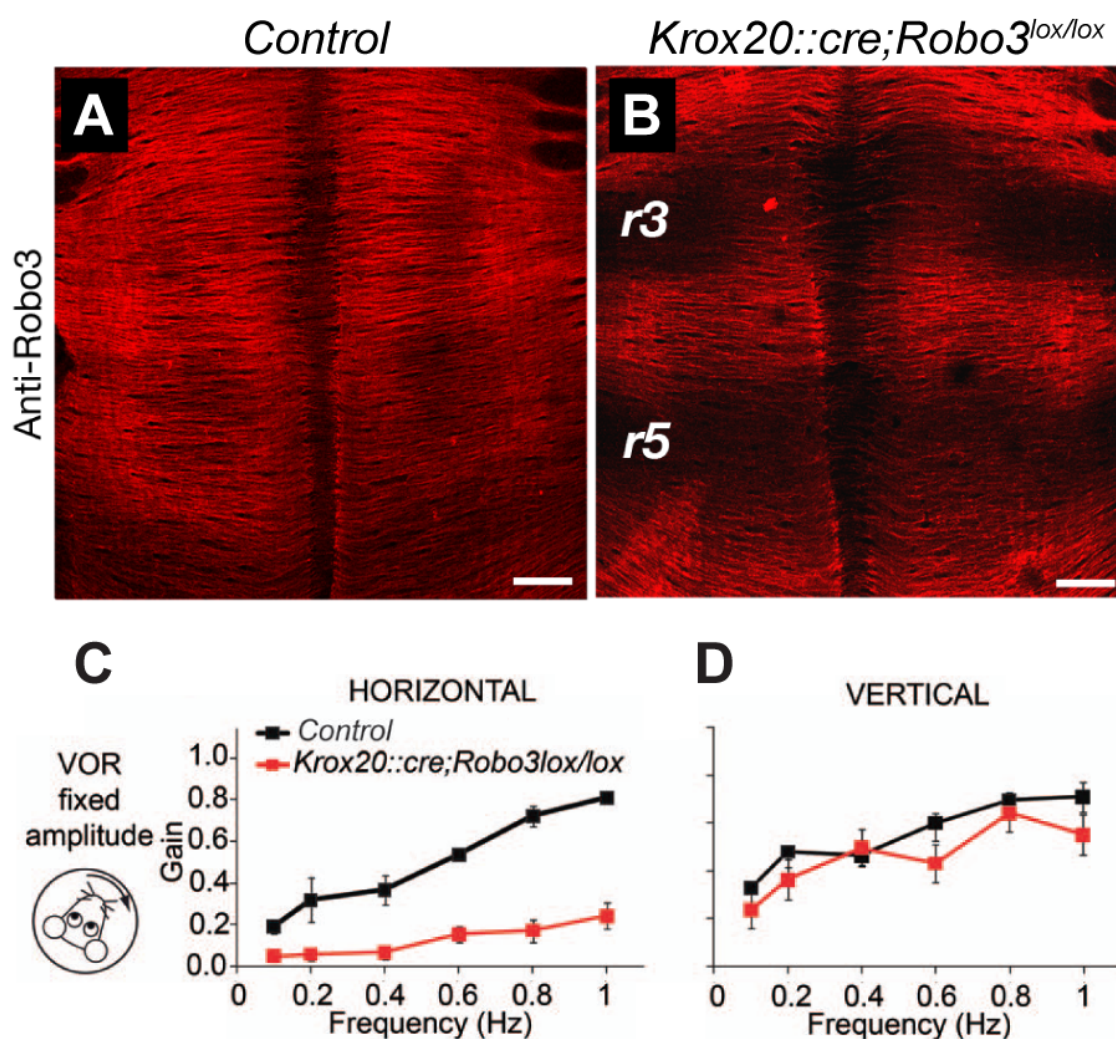 Control
Krox20::cre;Robo3lox/lox
A
B
Anti-Robo3
r3
r5
C
D
HORIZONTAL
VERTICAL
Control
Krox20::cre;Robo3lox/lox
VOR
fixed
amplitude
Gain
1.0
0.8
0.6
0.4
0.2
0.0
0 0.2 0.4 0.6 0.8 1
Frequency (Hz)
0 0.2 0.4 0.6 0.8 1
Frequency (Hz)